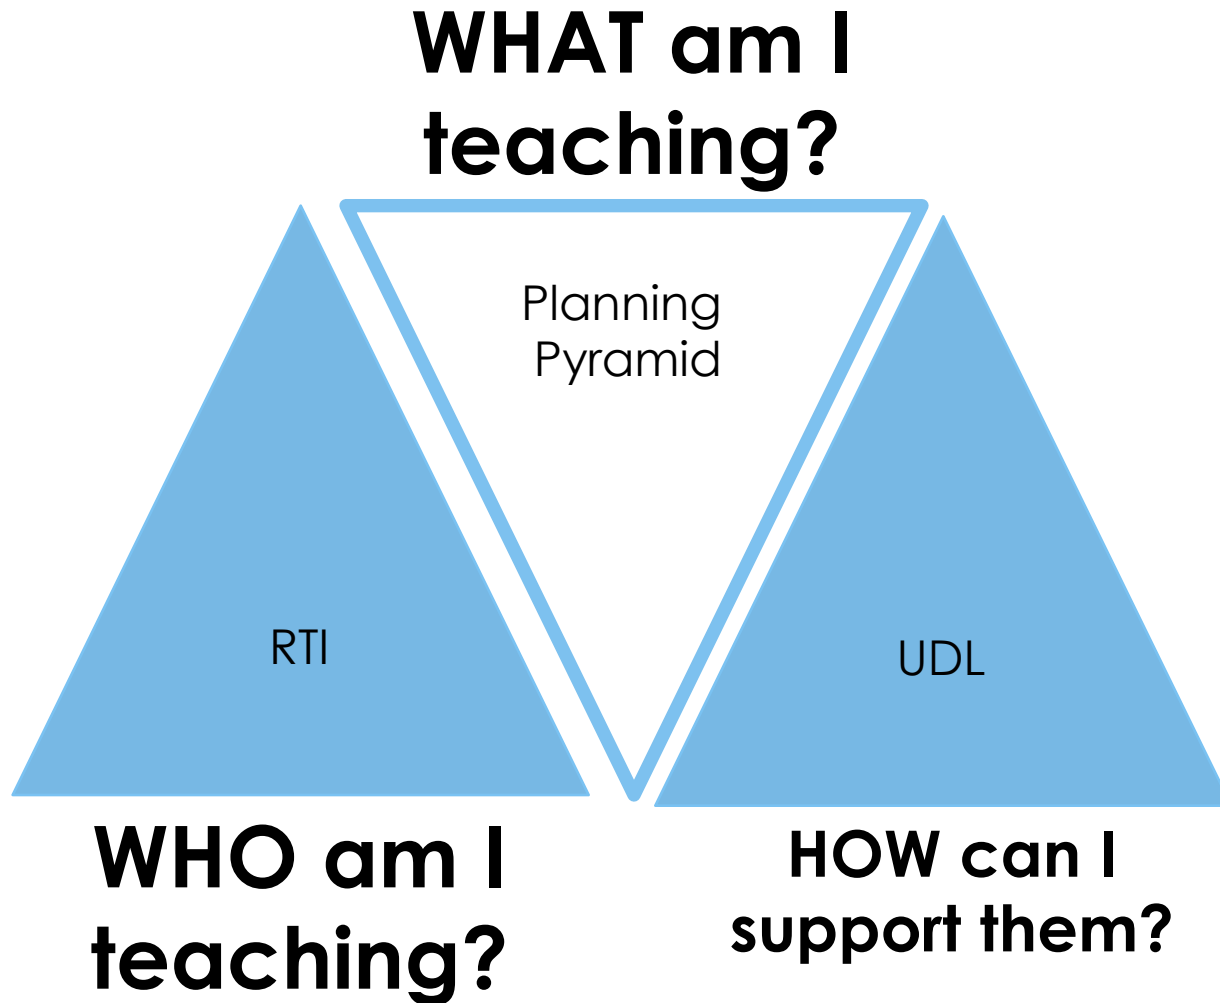 WHAT am I
teaching?
Planning
Pyramid
RTI
UDL
WHO am I
teaching?
HOW can I
support them?